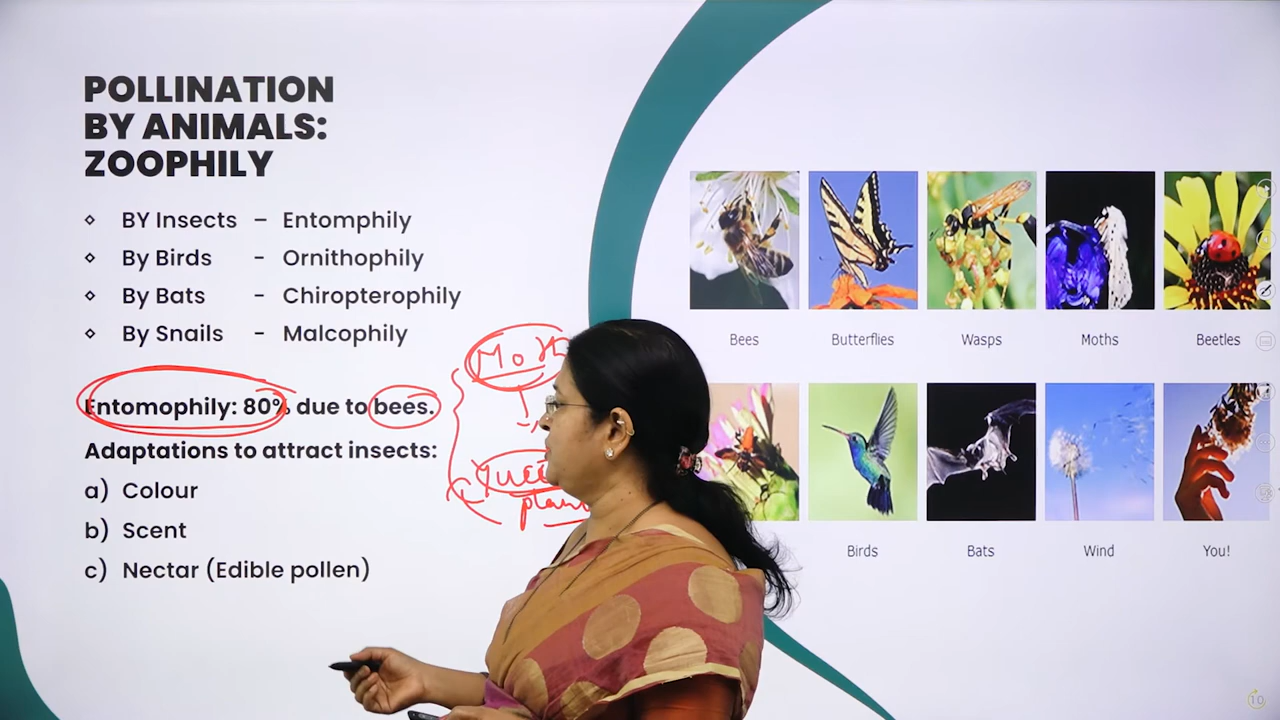 POLLINATION
BY ANIMALS:
ZOOPHILY
BY Insects – Entomphily
By Birds - Ornithophily
By Bats - Chiropterophily
By Snails - Malcophily
Entomophily: 80% due to bees.
Adaptations to attract insects:
a) Colour
b) Scent
c) Nectar (Edible pollen)
Bees Butterflies Wasps Moths Beetles
Birds Bats Wind You!
10